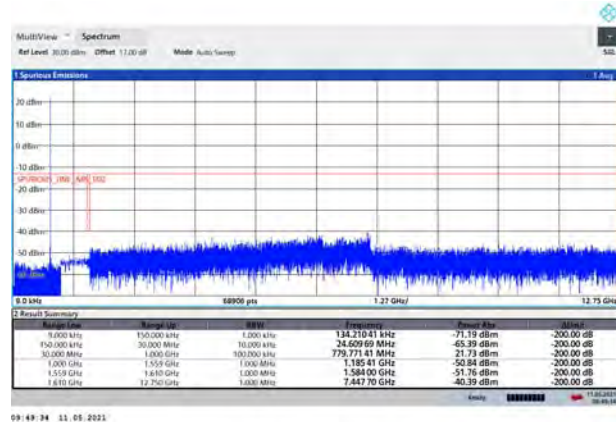 MultiView Spectrum
Ref Level 30.00 dBm Offset 17.00 dB Mode Auto Sweep
SGL
1 Spurious Emissions
20 dBm
10 dBm
0 dBm
-10 dBm
-20 dBm
-30 dBm
-40 dBm
-50 dBm
-60 dBm
9.0 kHz 68906 pts 1.27 GHz/ 12.75 GHz
2 Result Summary
Range Low Range Up RBW Frequency Power Abs ΔLimit
9.000 kHz 150.000 kHz 1.000 kHz 134.21041 kHz -71.19 dBm -200.00 dB
150.000 kHz 30.000 MHz 10.000 kHz 24.60969 MHz -65.39 dBm -200.00 dB
30.000 MHz 1.000 GHz 100.000 kHz 779.77141 MHz 21.73 dBm -200.00 dB
1.000 GHz 1.559 GHz 1.000 MHz 1.18541 GHz -50.84 dBm -200.00 dB
1.559 GHz 1.610 GHz 1.000 MHz 1.58400 GHz -51.76 dBm -200.00 dB
1.610 GHz 12.750 GHz 1.000 MHz 7.44770 GHz -40.39 dBm -200.00 dB
Ready 11.05.2021
09:49:34
09:49:34 11.05.2021